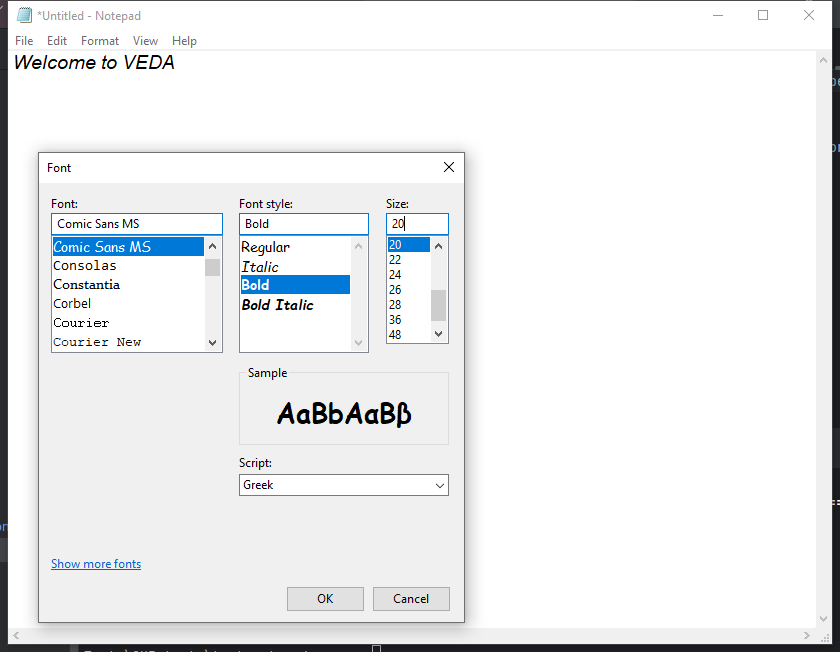 *Untitled - Notepad
File Edit Format View Help
Welcome to VEDA
Font
Font: Font style: Size:
Comic Sans MS Bold 20
Comic Sans MS Regular 20
Consolas Italic 22
Constantia Bold 24
Corbel Bold Italic 26
Courier 28
Courier New 36
48
Sample
AaBbAaBβ
Script:
Greek
Show more fonts
OK Cancel